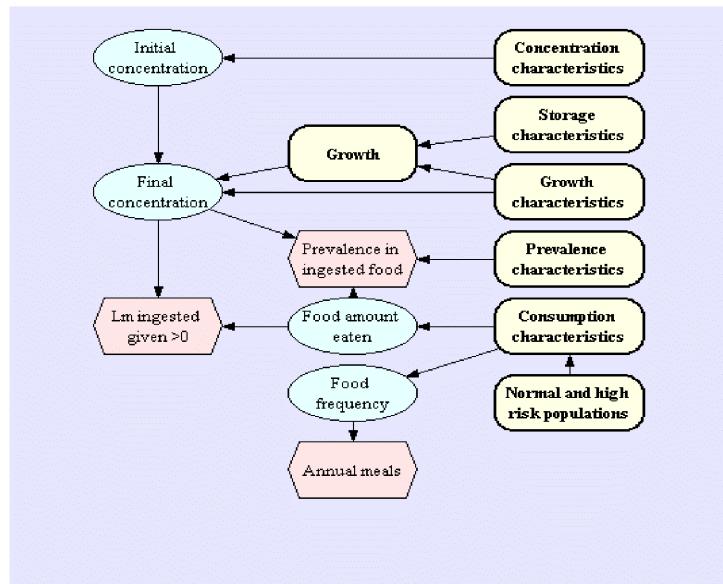 Initial
concentration
Concentration
characteristics
Storage
characteristics
Growth
Final
concentration
Growth
characteristics
Prevalence in
ingested food
Prevalence
characteristics
Lm ingested
given >0
Food amount
eaten
Consumption
characteristics
Food
frequency
Normal and high
risk populations
Annual meals